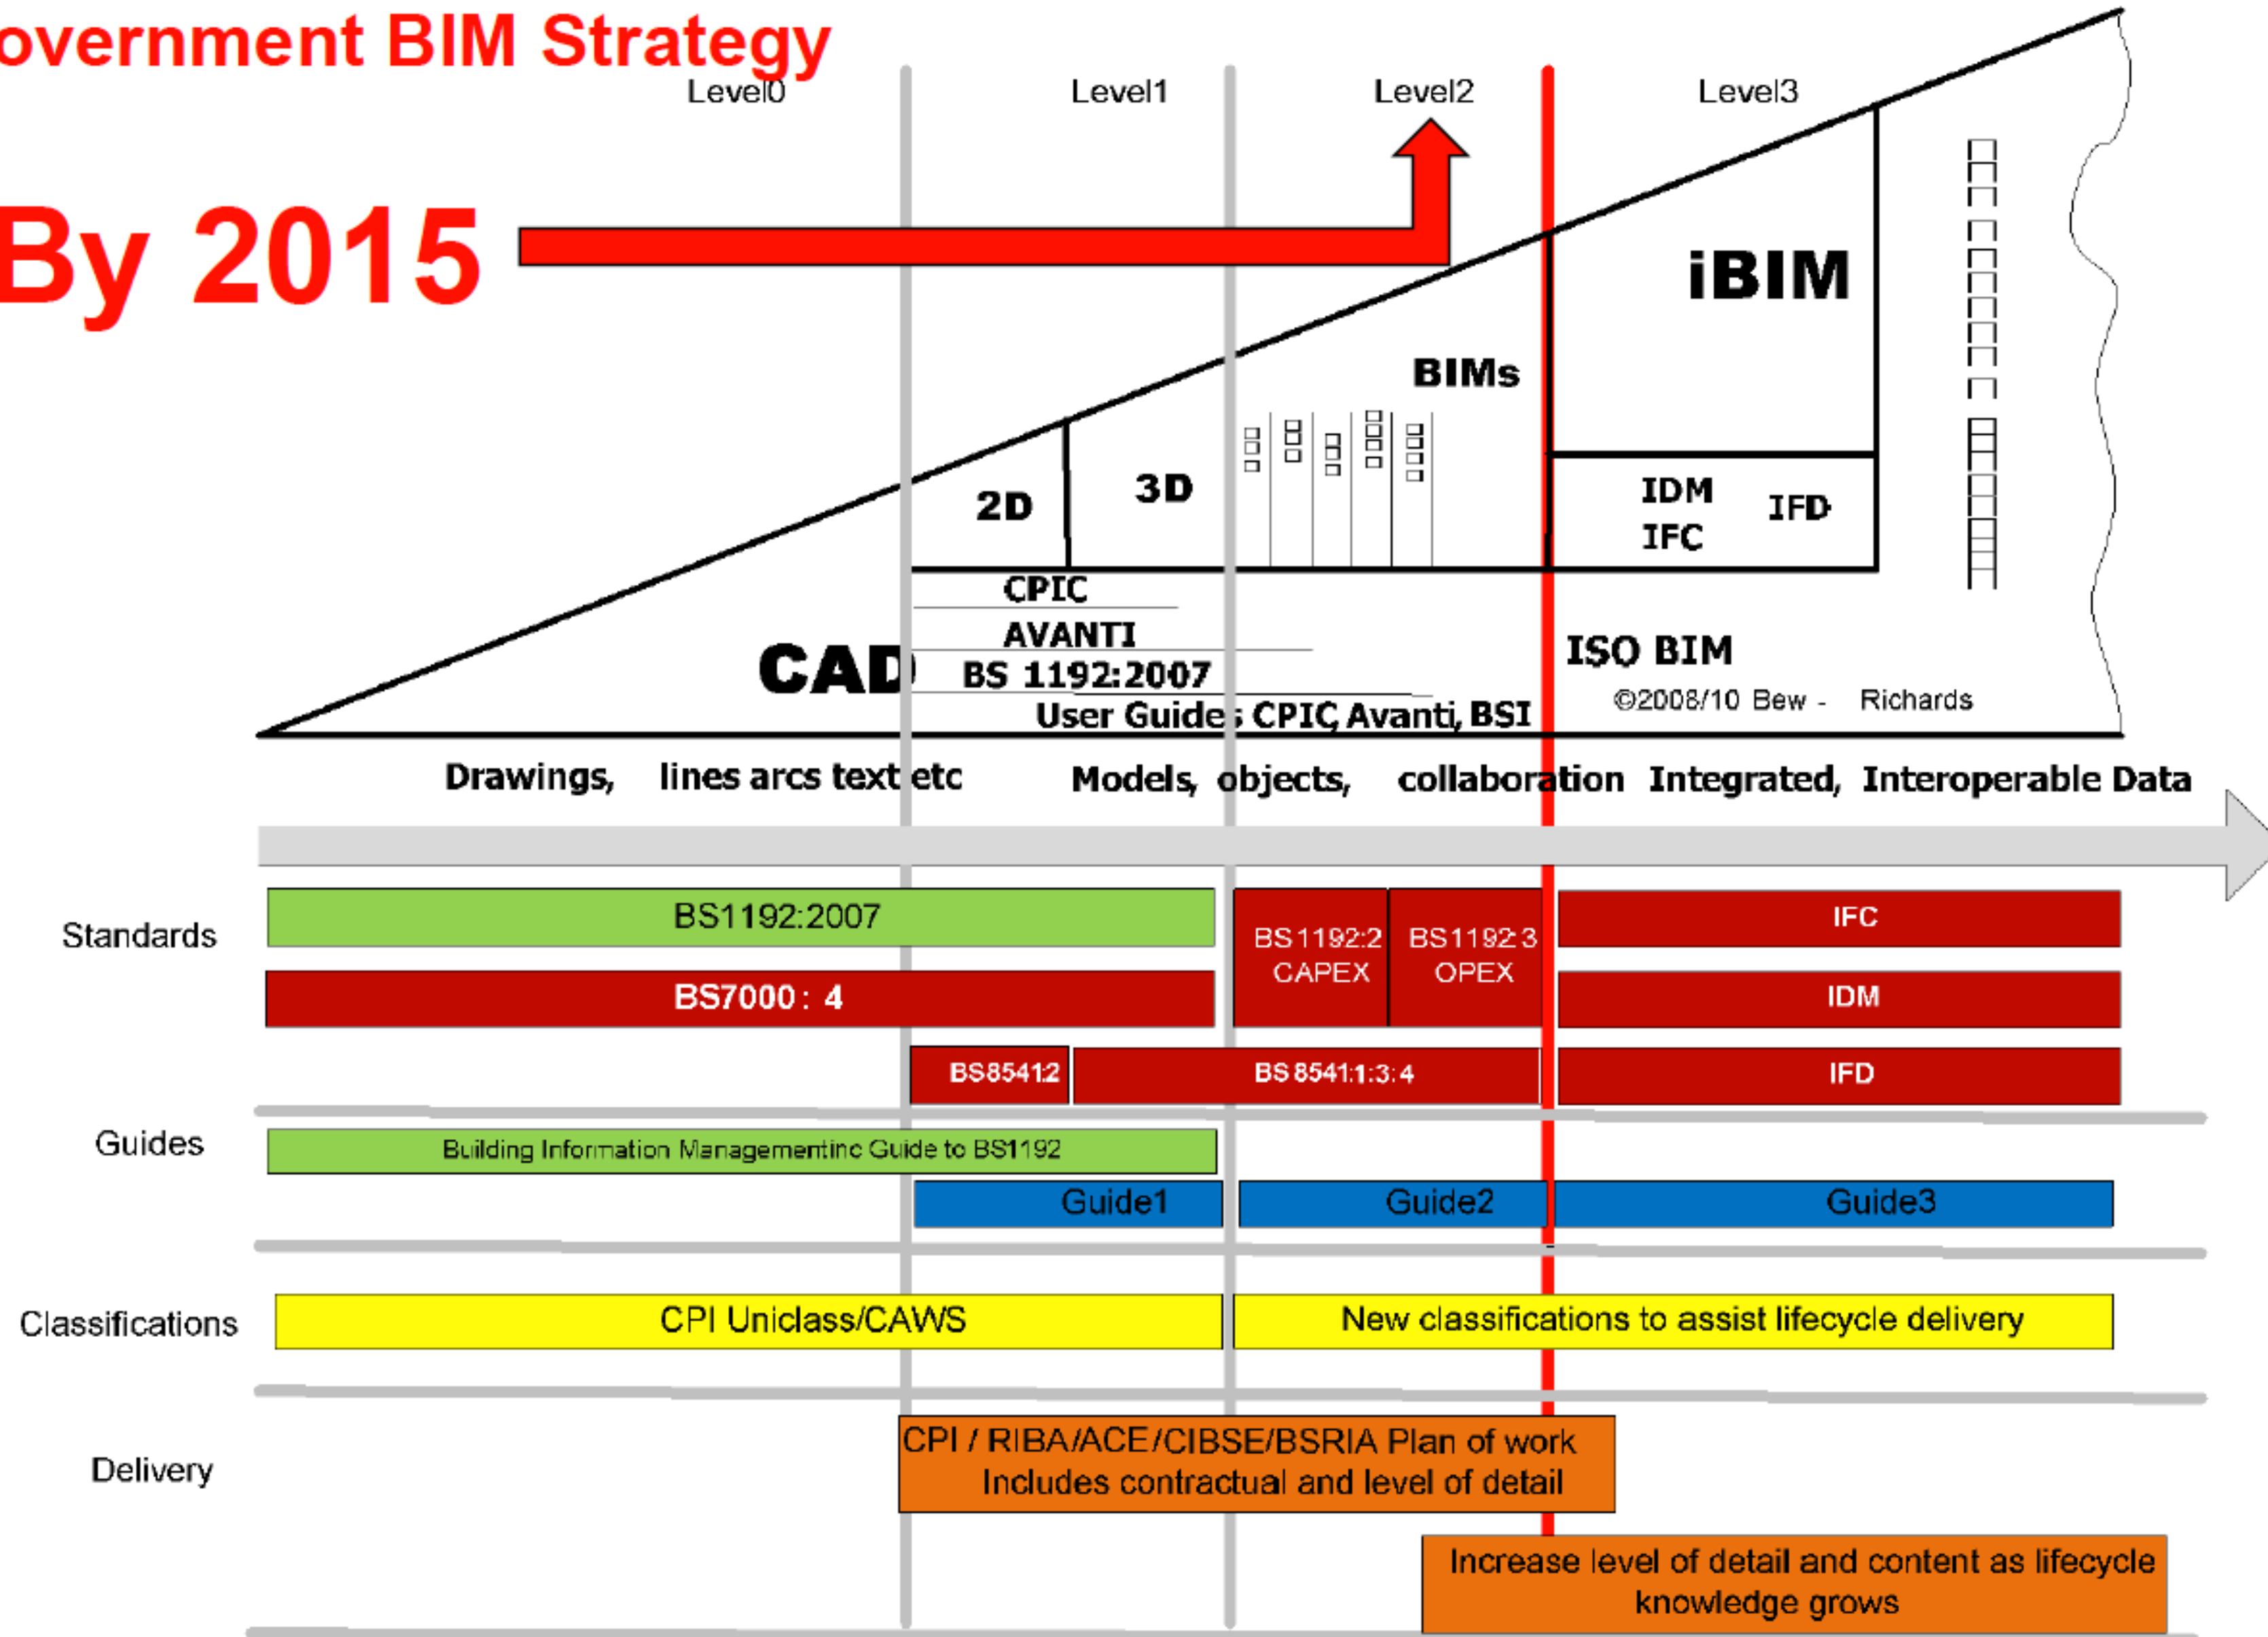 overnment BIM Strategy
Level0
Level1
Level2
Level3
By 2015
iBIM
BIMs
2D
3D
IDM
IFD
IFC
CPIC
AVANTI
CAD
BS 1192:2007
User Guides CPIC, Avanti, BSI
ISO BIM
©2008/10 Bew - Richards
Drawings, lines arcs text etc
Models, objects, collaboration
Integrated, Interoperable Data
Standards
BS1192:2007
BS7000: 4
BS1192:2
CAPEX
BS1192:3
OPEX
IFC
IDM
BS8541:2
BS8541:1:3:4
IFD
Guides
Building Information Managementinc Guide to BS1192
Guide1
Guide2
Guide3
Classifications
CPI Uniclass/CAWS
New classifications to assist lifecycle delivery
Delivery
CPI / RIBA/ACE/CIBSE/BSRIA Plan of work
Includes contractual and level of detail
Increase level of detail and content as lifecycle
knowledge grows